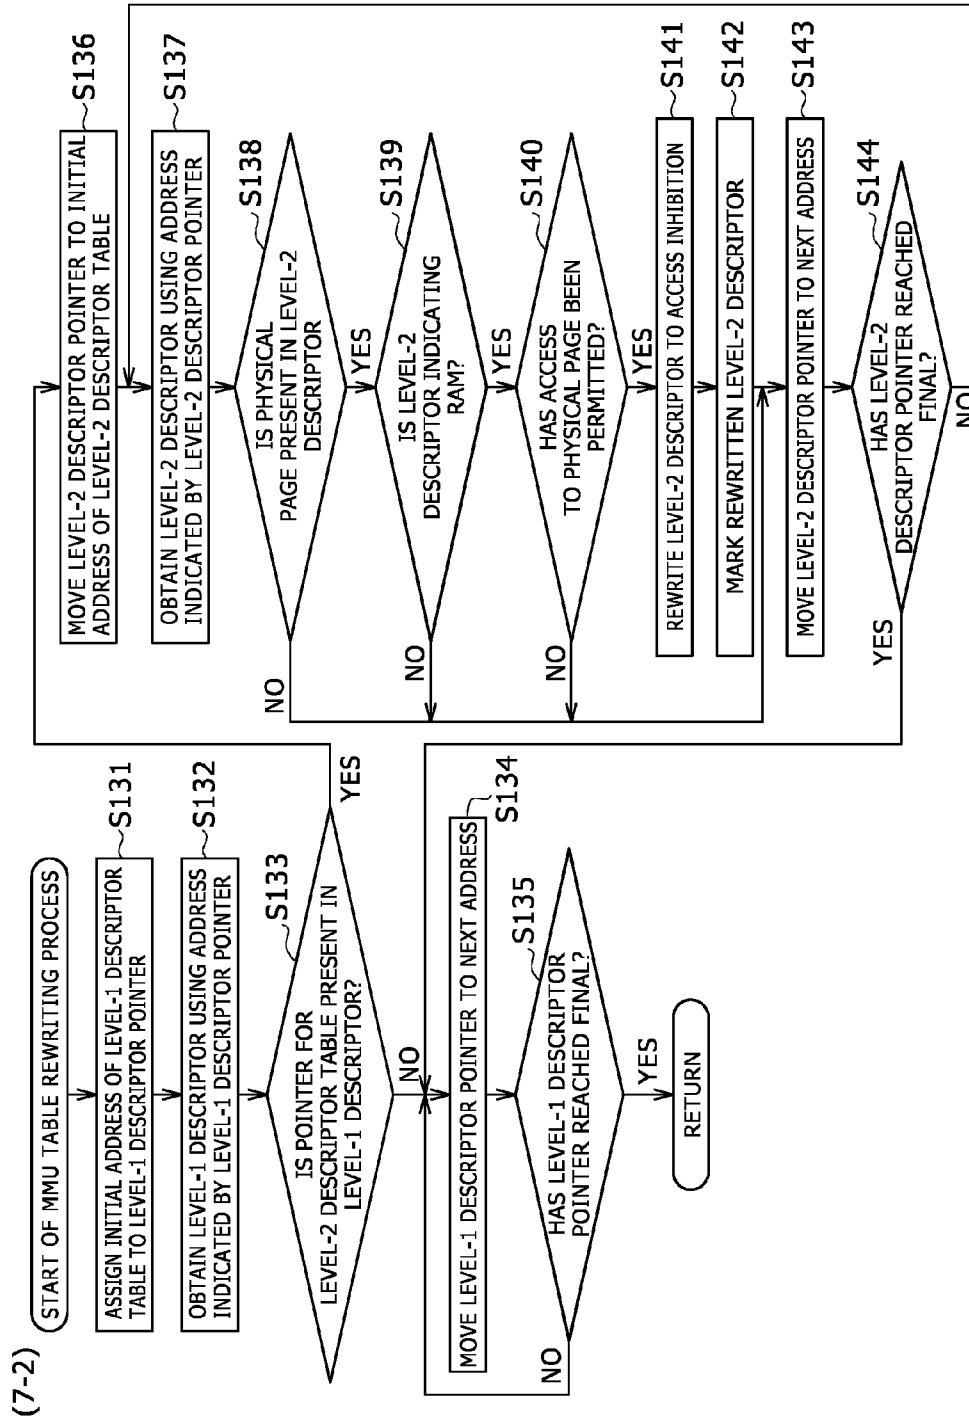 (7-2)
START OF MMU TABLE REWRITING PROCESS
ASSIGN INITIAL ADDRESS OF LEVEL-1 DESCRIPTOR
TABLE TO LEVEL-1 DESCRIPTOR POINTER
S131
OBTAIN LEVEL-1 DESCRIPTOR USING ADDRESS
INDICATED BY LEVEL-1 DESCRIPTOR POINTER
S132
IS POINTER FOR
LEVEL-2 DESCRIPTOR TABLE PRESENT IN
LEVEL-1 DESCRIPTOR?
S133
YES
NO
MOVE LEVEL-1 DESCRIPTOR POINTER TO NEXT ADDRESS
S134
HAS LEVEL-1 DESCRIPTOR
POINTER REACHED FINAL?
S135
NO
YES
RETURN
MOVE LEVEL-2 DESCRIPTOR POINTER TO INITIAL
ADDRESS OF LEVEL-2 DESCRIPTOR TABLE
S136
OBTAIN LEVEL-2 DESCRIPTOR USING ADDRESS
INDICATED BY LEVEL-2 DESCRIPTOR POINTER
S137
IS PHYSICAL
PAGE PRESENT IN LEVEL-2
DESCRIPTOR
S138
NO
YES
IS LEVEL-2
DESCRIPTOR INDICATING
RAM?
S139
NO
YES
HAS ACCESS
TO PHYSICAL PAGE BEEN
PERMITTED?
S140
NO
YES
REWRITE LEVEL-2 DESCRIPTOR TO ACCESS INHIBITION
S141
MARK REWRITTEN LEVEL-2 DESCRIPTOR
S142
MOVE LEVEL-2 DESCRIPTOR POINTER TO NEXT ADDRESS
S143
HAS LEVEL-2
DESCRIPTOR POINTER REACHED
FINAL?
S144
YES
NO